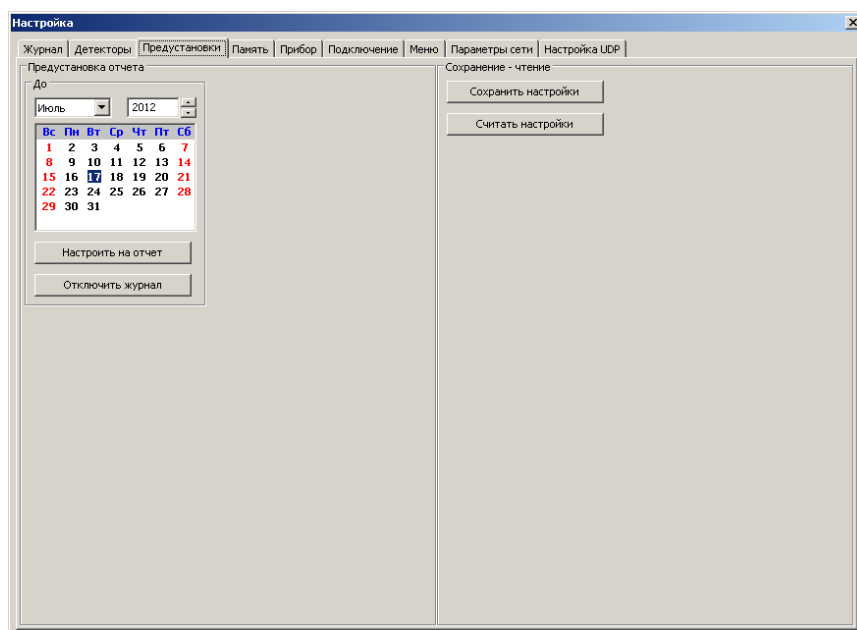 Настройка
Журнал Детекторы Предустановки Память Прибор Подключение Меню Параметры сети Настройка UDP
Предустановка отчета
До
Июль 2012
Вс Пн Вт Ср Чт Пт Сб
1 2 3 4 5 6 7
8 9 10 11 12 13 14
15 16 17 18 19 20 21
22 23 24 25 26 27 28
29 30 31
Настроить на отчет
Отключить журнал
Сохранение - чтение
Сохранить настройки
Считать настройки